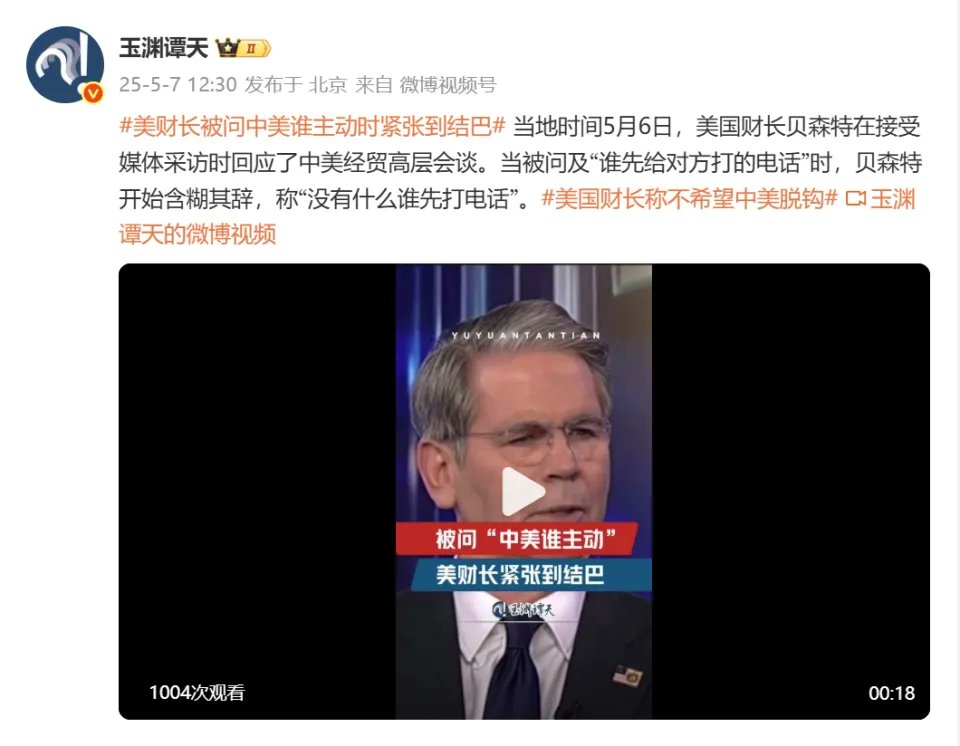 玉渊谭天 II
25-5-7 12:30 发布于 北京 来自 微博视频号
#美财长被问中美谁主动时紧张到结巴# 当地时间5月6日，美国财长贝森特在接受
媒体采访时回应了中美经贸高层会谈。当被问及“谁先给对方打的电话”时，贝森特
开始含糊其辞，称“没有什么谁先打电话”。#美国财长称不希望中美脱钩# 玉渊
谭天的微博视频
YUYUANTANTIAN
被问“中美谁主动”
美财长紧张到结巴
玉渊谭天
1004次观看
00:18